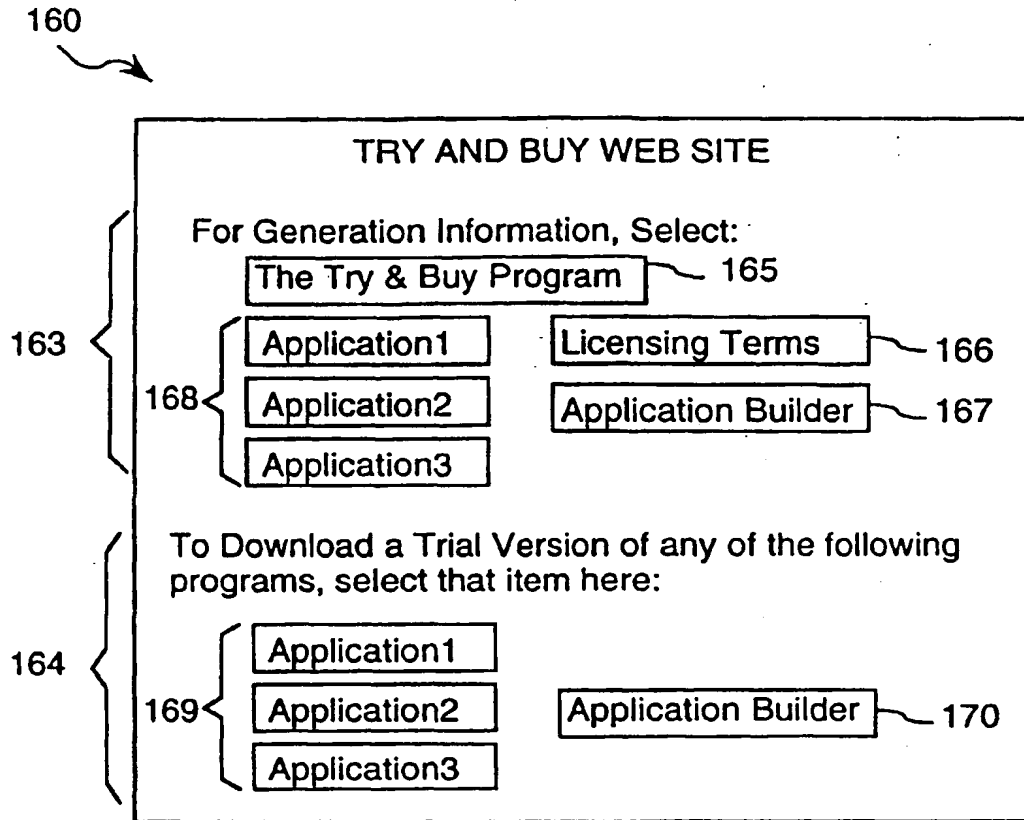 160
TRY AND BUY WEB SITE
For Generation Information, Select:
The Try & Buy Program
165
163
168
Application1
Licensing Terms
166
Application2
Application Builder
167
Application3
To Download a Trial Version of any of the following
programs, select that item here:
164
169
Application1
Application2
Application Builder
170
Application3